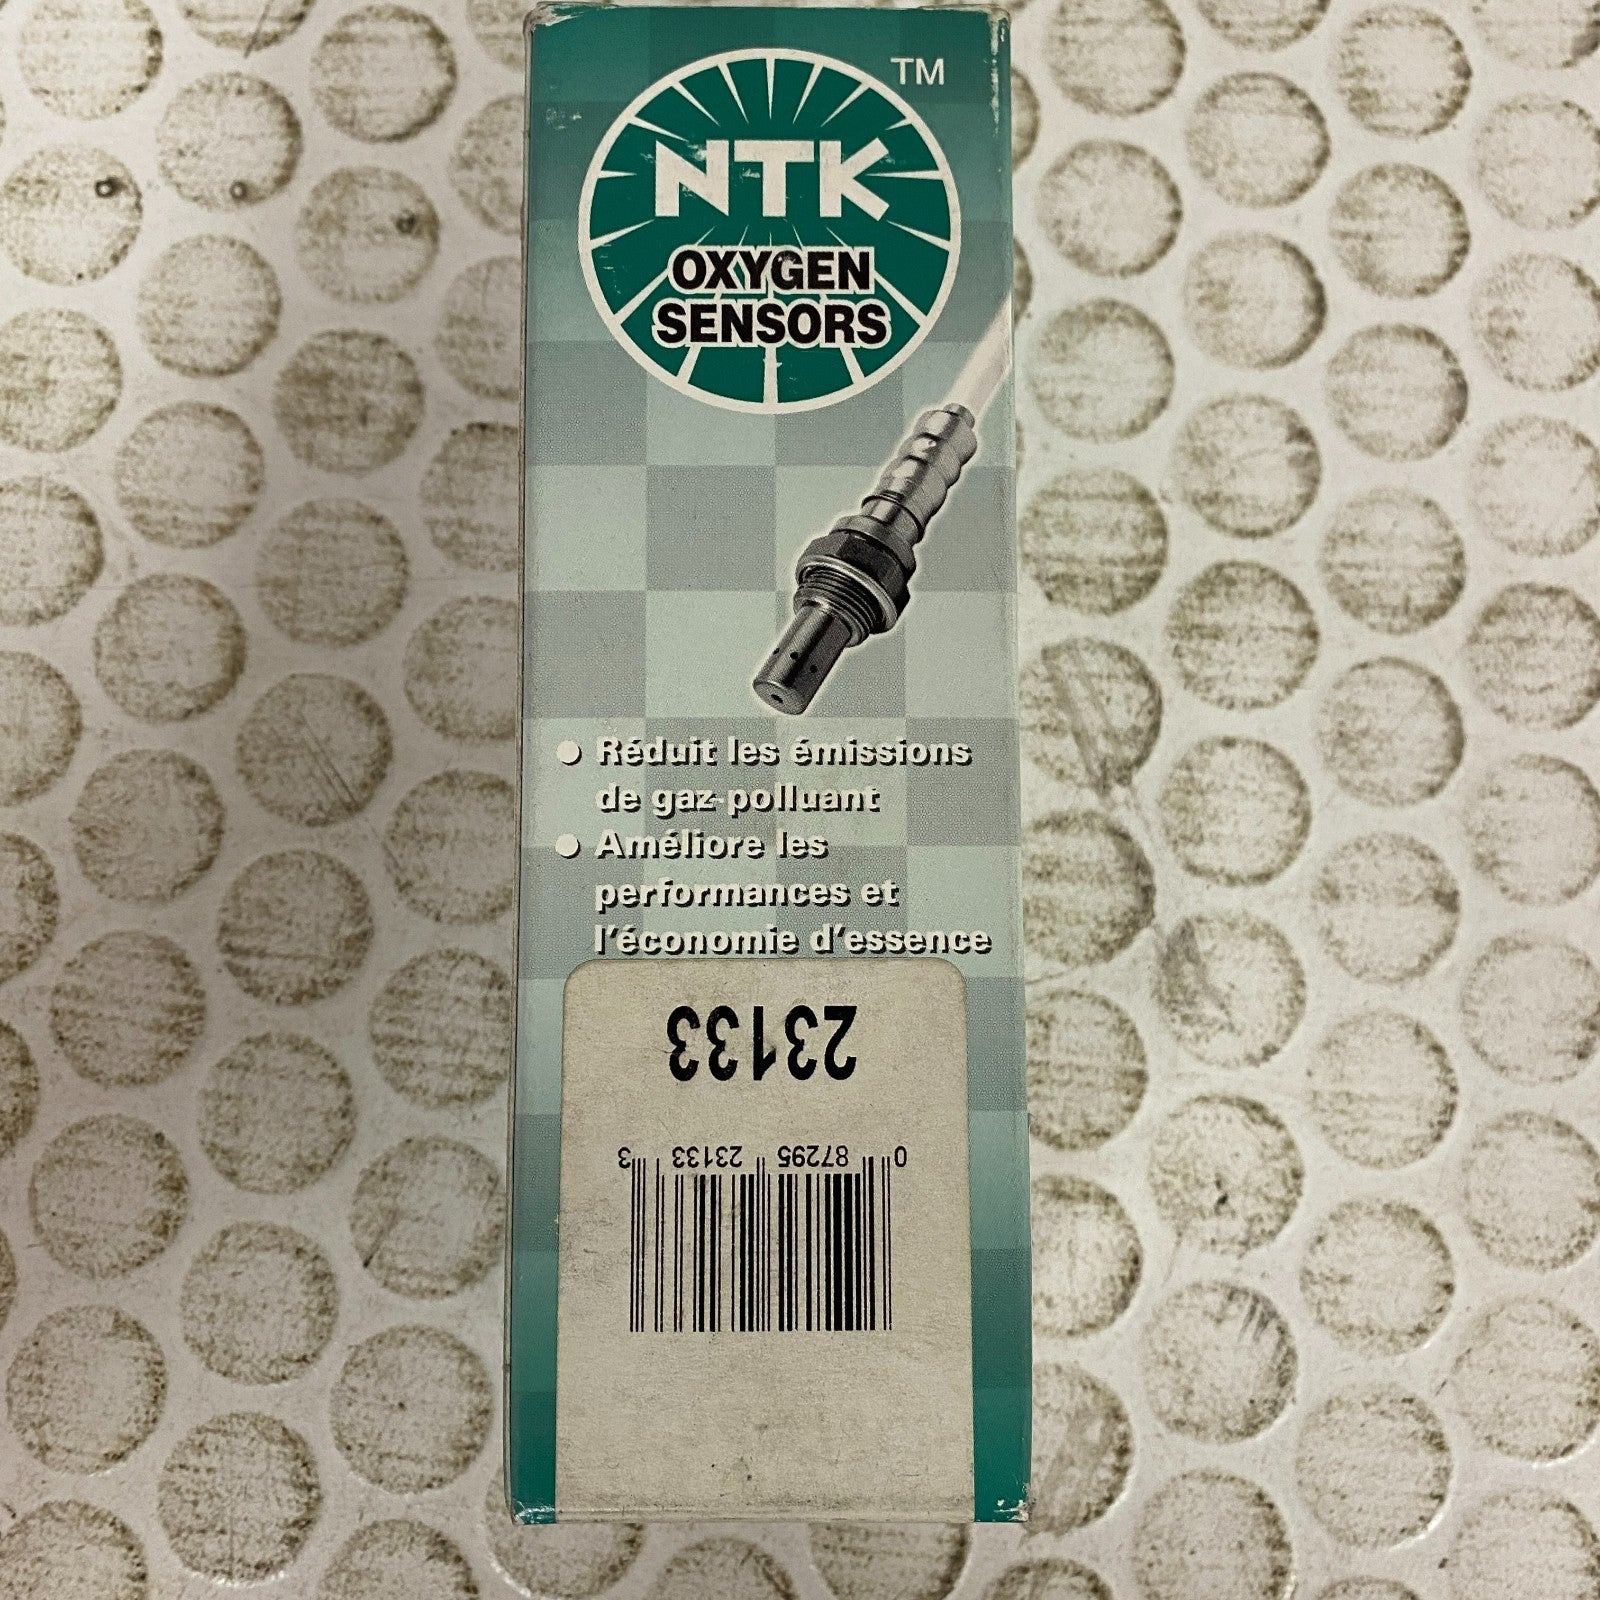 NTK
TM
OXYGEN
SENSORS
● Réduit les émissions
de gaz polluant
● Améliore les
performances et
l'économie d'essence
23133
0 87295 23133 3